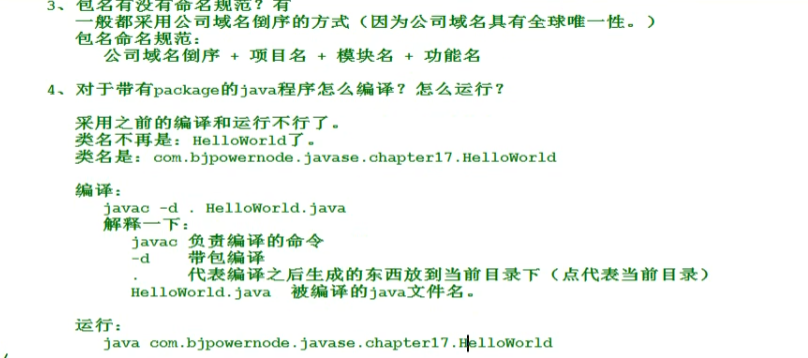 3、包名有没有命名规范？有
一般都采用公司域名倒序的方式（因为公司域名具有全球唯一性。）
包名命名规范：
公司域名倒序 + 项目名 + 模块名 + 功能名
4、对于带有package的java程序怎么编译？怎么运行？
采用之前的编译和运行不行了。
类名不再是：HelloWorld了。
类名是：com.bjpowernode.javase.chapter17.HelloWorld
编译：
javac -d . HelloWorld.java
解释一下：
javac 负责编译的命令
-d 带包编译
. 代表编译之后生成的东西放到当前目录下（点代表当前目录）
HelloWorld.java 被编译的java文件名。
运行：
java com.bjpowernode.javase.chapter17.HelloWorld